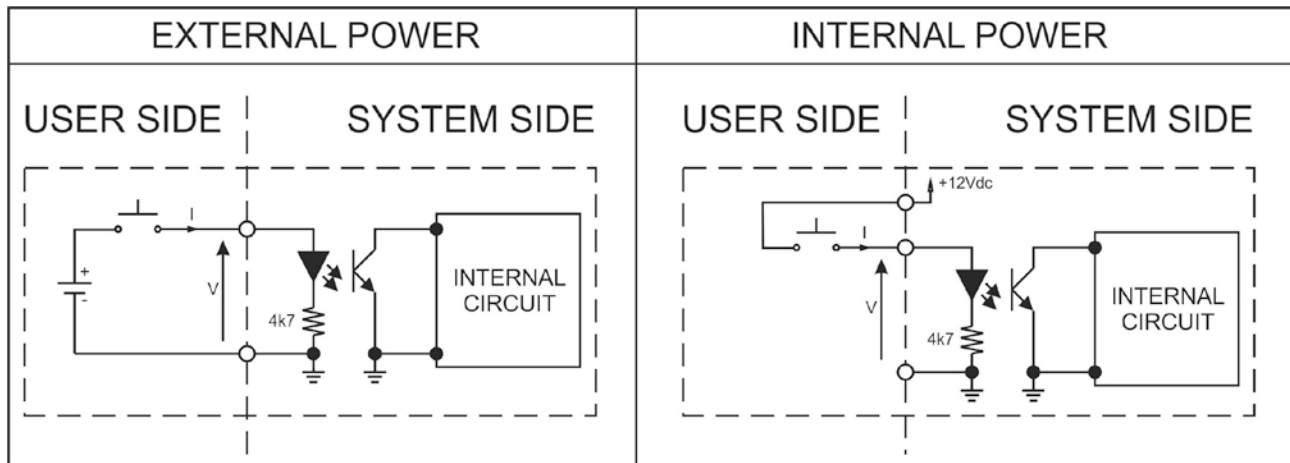 EXTERNAL POWER
USER SIDE
SYSTEM SIDE
+
-
I
V
4k7
INTERNAL
CIRCUIT
INTERNAL POWER
USER SIDE
SYSTEM SIDE
+12Vdc
I
V
4k7
INTERNAL
CIRCUIT